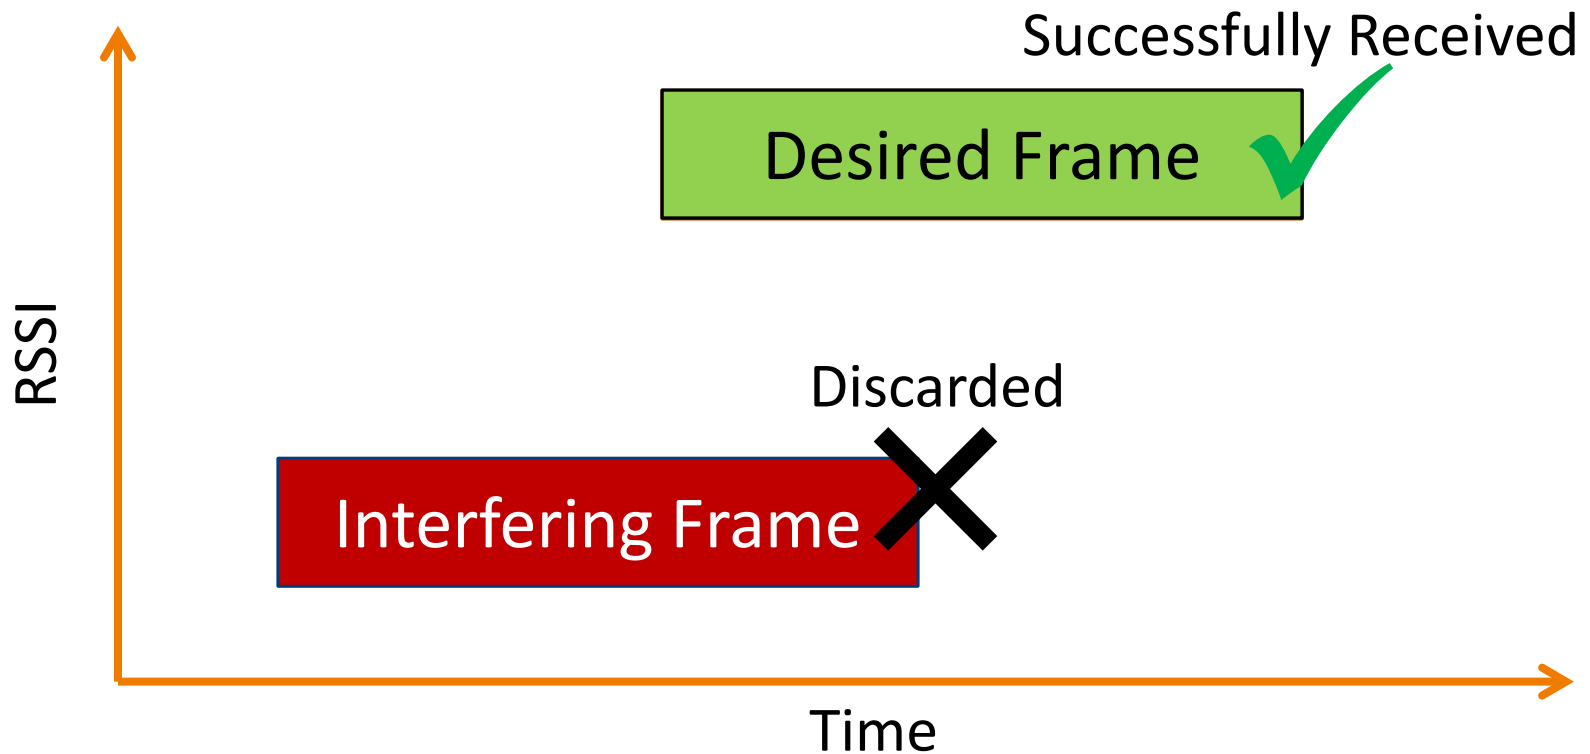 Successfully Received
Desired Frame
RSSI
Discarded
Interfering Frame
Time